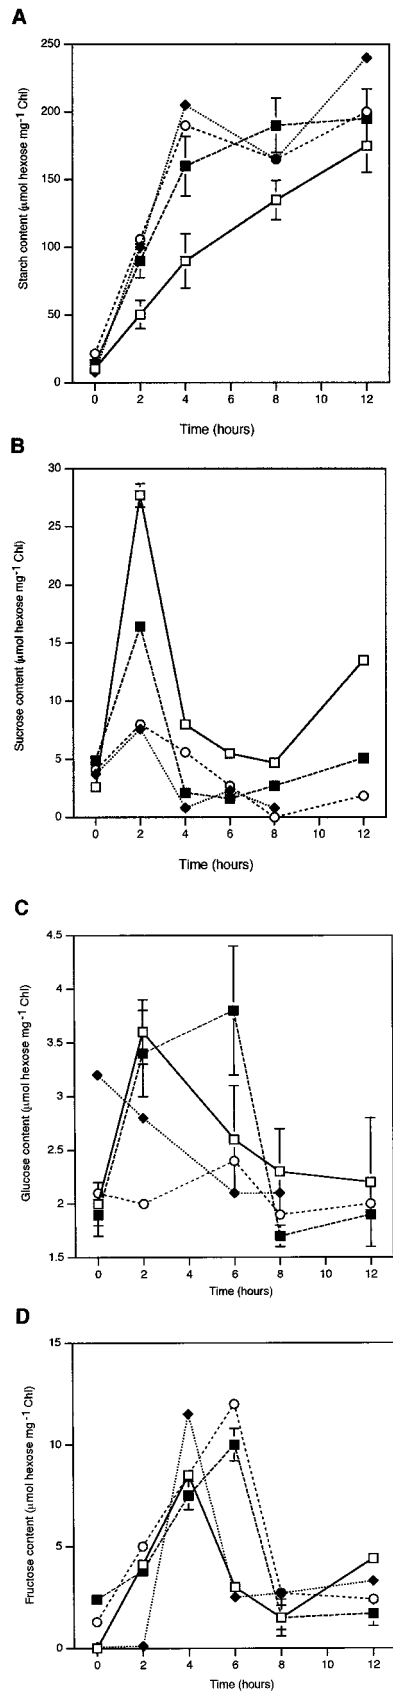 A
250
200
150
100
50
0
Starch content (μmol hexose mg-1 Chl)
0 2 4 6 8 10 12
Time (hours)
B
30
25
20
15
10
5
0
Sucrose content (μmol hexose mg-1 Chl)
0 2 4 6 8 10 12
Time (hours)
C
4.5
4
3.5
3
2.5
2
1.5
Glucose content (μmol hexose mg-1 Chl)
0 2 4 6 8 10 12
Time (hours)
D
15
10
5
0
Fructose content (μmol hexose mg-1 Chl)
0 2 4 6 8 10 12
Time (hours)